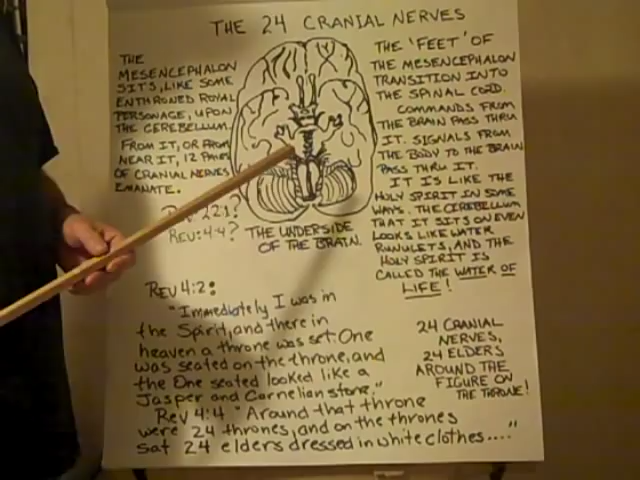 THE 24 CRANIAL NERVES
THE
MESENCEPHALON
SITS, LIKE SOME
ENTHRONED ROYAL
PERSONAGE, UPON
THE CEREBELLUM
FROM IT, OR FROM
NEAR IT, 12 PAIRS
OF CRANIAL NERVES
EMANATE.
REV: 22:1?
REV: 4:4?
THE UNDERSIDE
OF THE BRAIN.
THE 'FEET' OF
THE MESENCEPHALON
TRANSITION INTO
THE SPINAL CORD.
COMMANDS FROM
THE BRAIN PASS THRU
IT. SIGNALS FROM
THE BODY TO THE BRAIN
PASS THRU IT.
IT IS LIKE THE
HOLY SPIRIT IN SOME
WAYS. THE CEREBELLUM
THAT IT SITS ON EVEN
LOOKS LIKE WATER
RUNULETS, AND THE
HOLY SPIRIT IS
CALLED THE WATER OF
LIFE!
REV 4:2:
"Immediately I was in
the Spirit, and there in
heaven a throne was set. One
was seated on the throne, and
the One seated looked like a
Jasper and Carnelian stone."
Rev 4:4 "Around that throne
were 24 thrones, and on the thrones
sat 24 elders dressed in white clothes...."
24 CRANIAL
NERVES,
24 ELDERS
AROUND THE
FIGURE ON
THE THRONE!